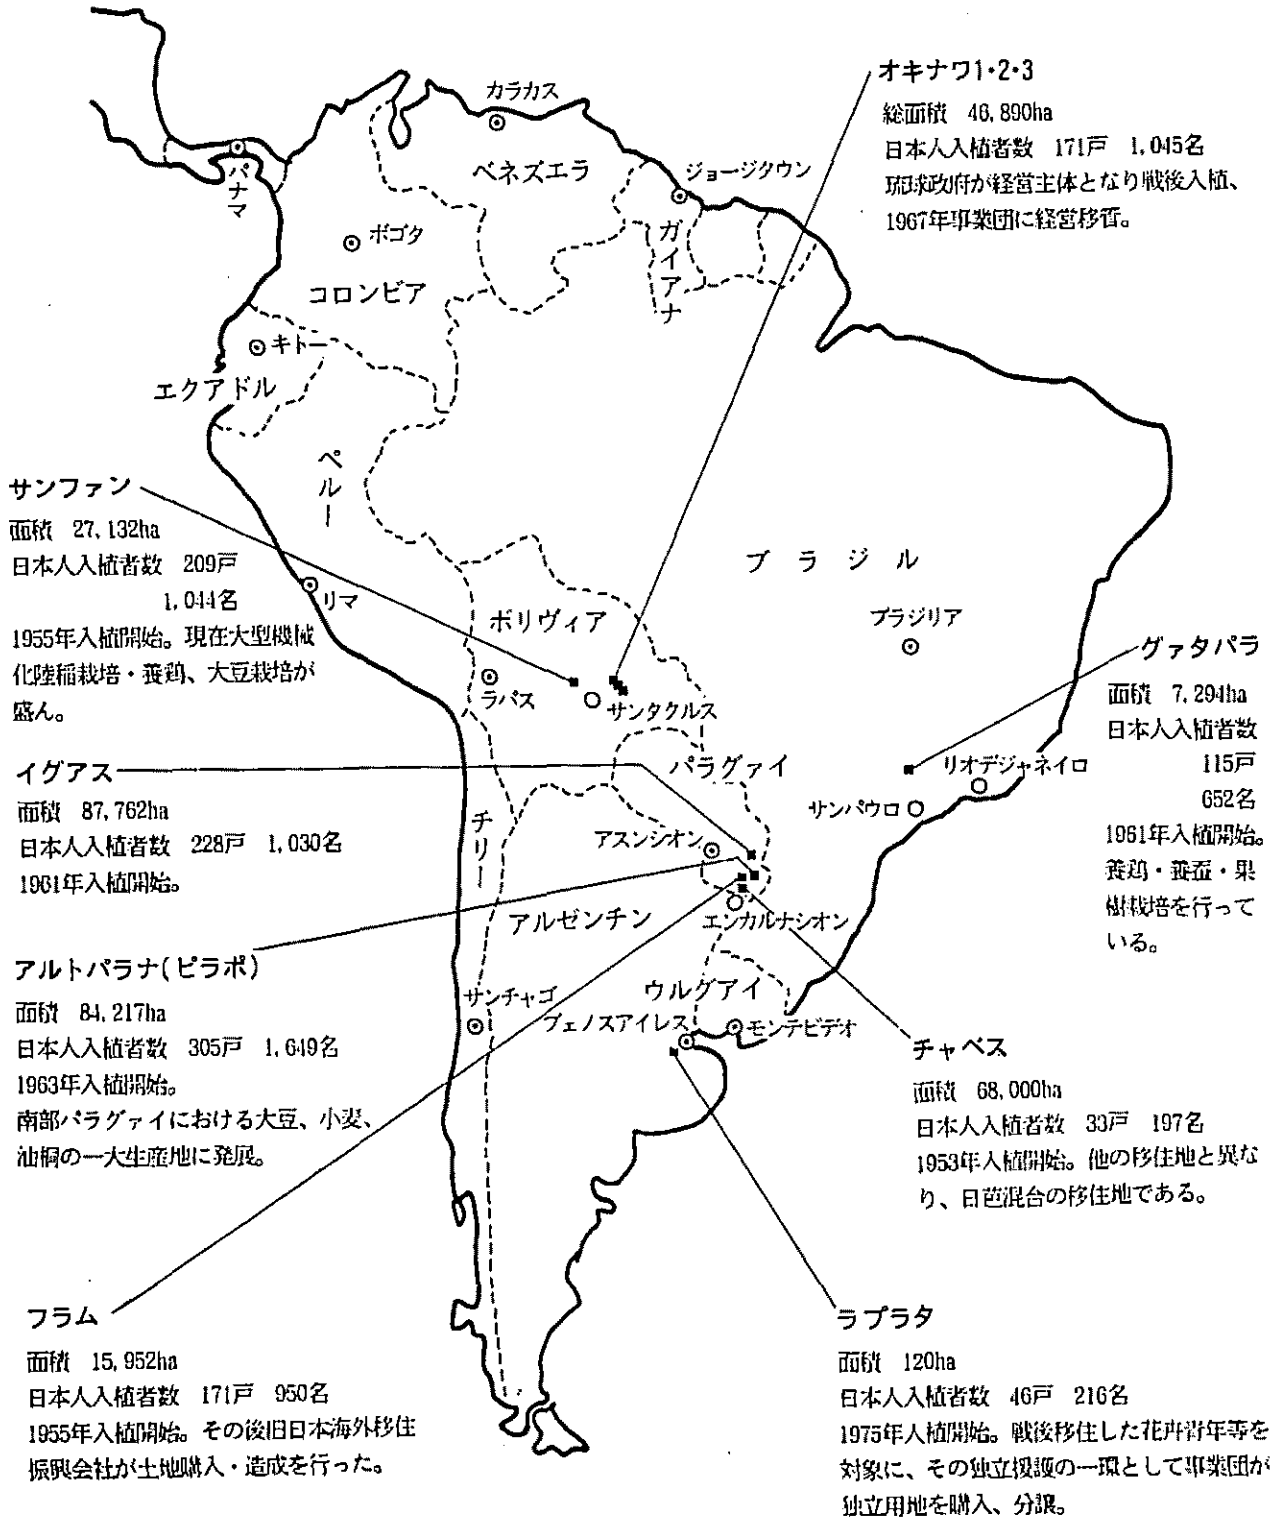 オキナワ1・2・3
総面積 46,890ha
日本人入植者数 171戸 1,045名
琉球政府が経営主体となり戦後入植、
1967年事業団に経営移管。
カラカス
ベネズエラ
ジョージタウン
ガイアナ
パナマ
ボゴタ
コロンビア
キトー
エクアドル
ペルー
リマ
ブラジル
ブラジリア
ボリヴィア
ラパス
サンタクルス
パラグァイ
リオデジャネイロ
サンパウロ
アスンシオン
チリー
アルゼンチン
エンカルナシオン
サンチャゴ
ウルグアイ
ブェノスアイレス
モンテビデオ
サンファン
面積 27,132ha
日本人入植者数 209戸
1,044名
1955年入植開始。現在大型機械
化陸稲栽培・養鶏、大豆栽培が
盛ん。
イグアス
面積 87,762ha
日本人入植者数 228戸 1,030名
1961年入植開始。
アルトパラナ(ピラポ)
面積 84,217ha
日本人入植者数 305戸 1,649名
1963年入植開始。
南部パラグァイにおける大豆、小麦、
油桐の一大生産地に発展。
フラム
面積 15,952ha
日本人入植者数 171戸 950名
1955年入植開始。その後旧日本海外移住
振興会社が土地購入・造成を行った。
グァタパラ
面積 7,294ha
日本人入植者数
115戸
652名
1961年入植開始。
養鶏・養蚕・果
樹栽培を行って
いる。
チャベス
面積 68,000ha
日本人入植者数 33戸 197名
1953年入植開始。他の移住地と異な
り、日芭混合の移住地である。
ラプラタ
面積 120ha
日本人入植者数 46戸 216名
1975年入植開始。戦後移住した花卉青年等を
対象に、その独立援護の一環として事業団が
独立用地を購入、分譲。